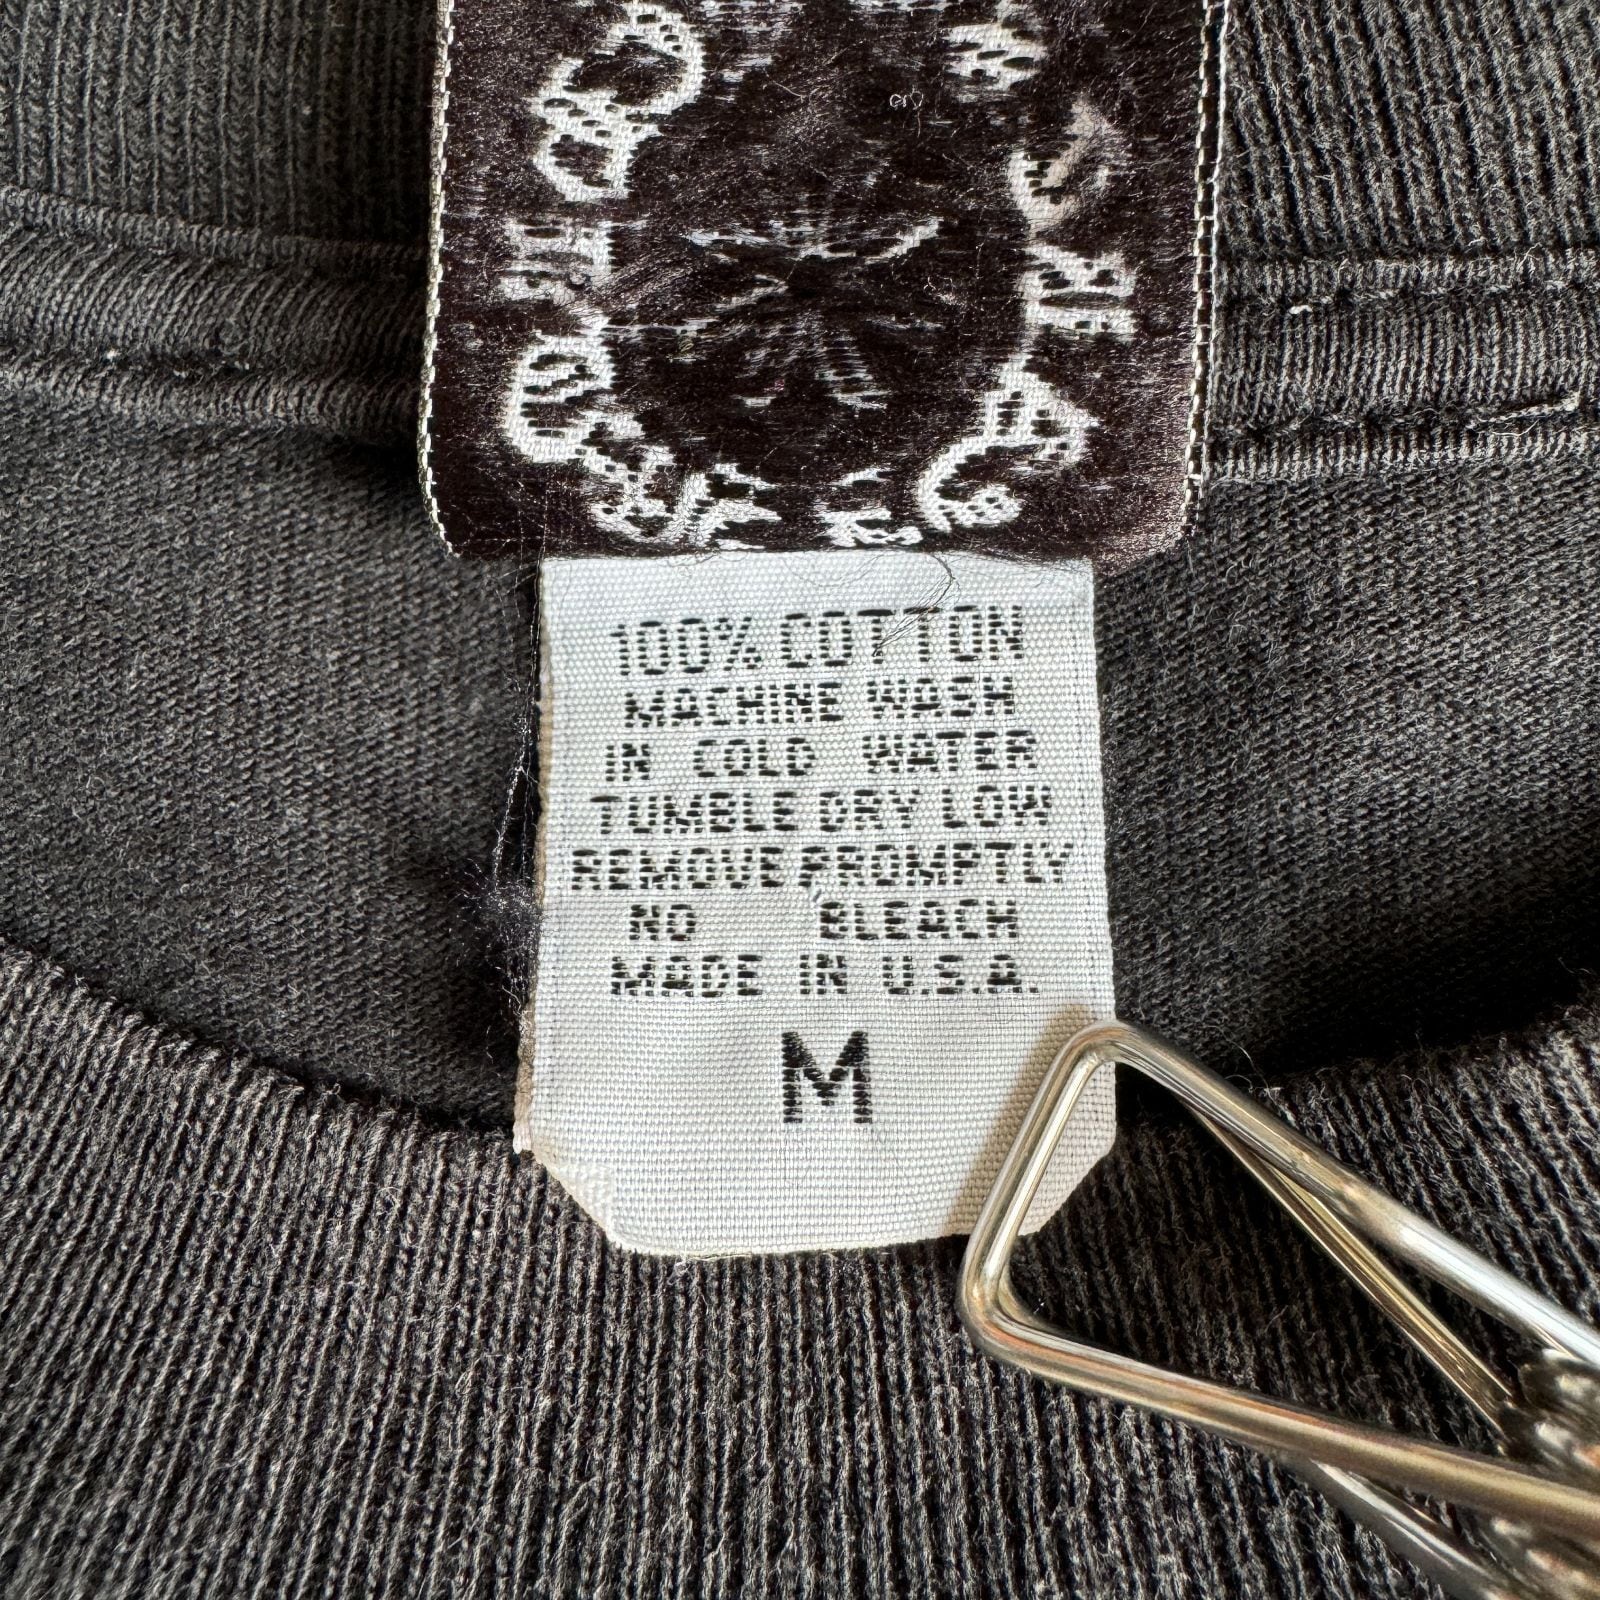 100% COTTON
MACHINE WASH
IN COLD WATER
TUMBLE DRY LOW
REMOVE PROMPTLY
NO BLEACH
MADE IN U.S.A.
M